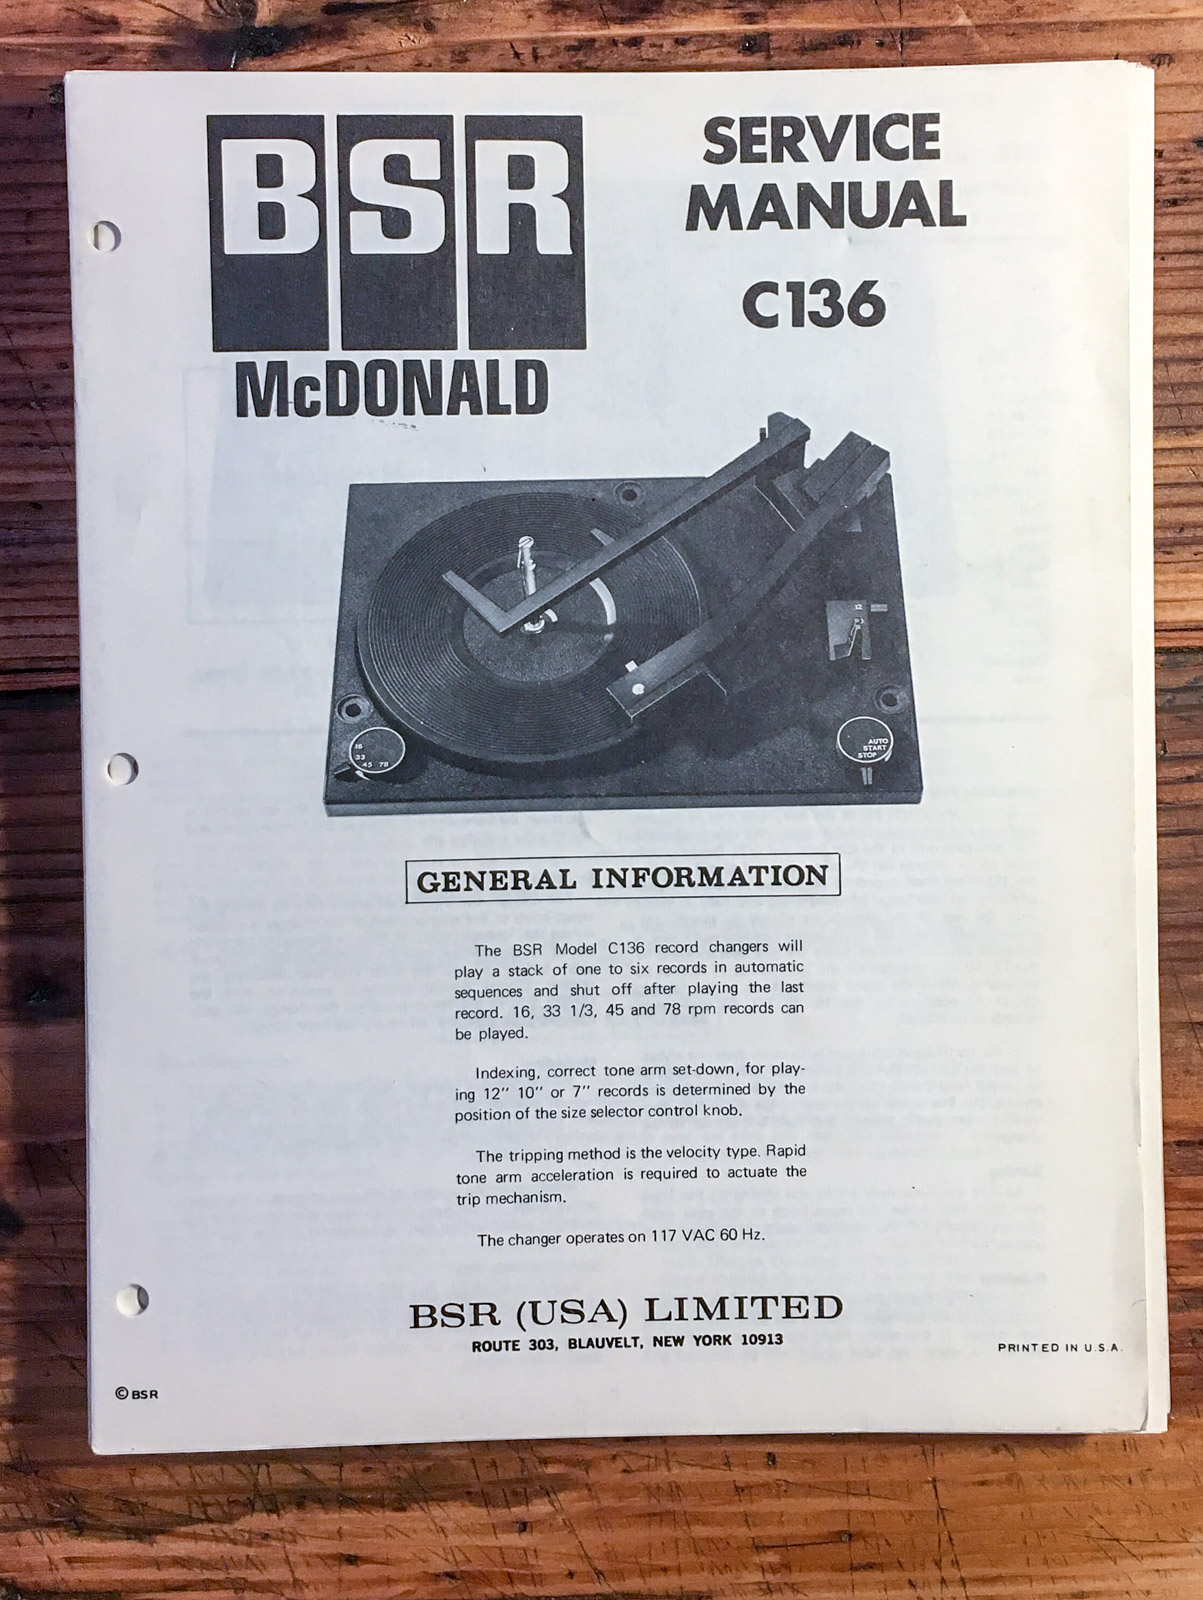 BSR
McDONALD
SERVICE
MANUAL
C136
12
16
33
45 78
AUTO
START
STOP
GENERAL INFORMATION
The BSR Model C136 record changers will
play a stack of one to six records in automatic
sequences and shut off after playing the last
record. 16, 33 1/3, 45 and 78 rpm records can
be played.
Indexing, correct tone arm set-down, for play-
ing 12'' 10'' or 7'' records is determined by the
position of the size selector control knob.
The tripping method is the velocity type. Rapid
tone arm acceleration is required to actuate the
trip mechanism.
The changer operates on 117 VAC 60 Hz.
BSR (USA) LIMITED
ROUTE 303, BLAUVELT, NEW YORK 10913
PRINTED IN U.S.A.
© BSR